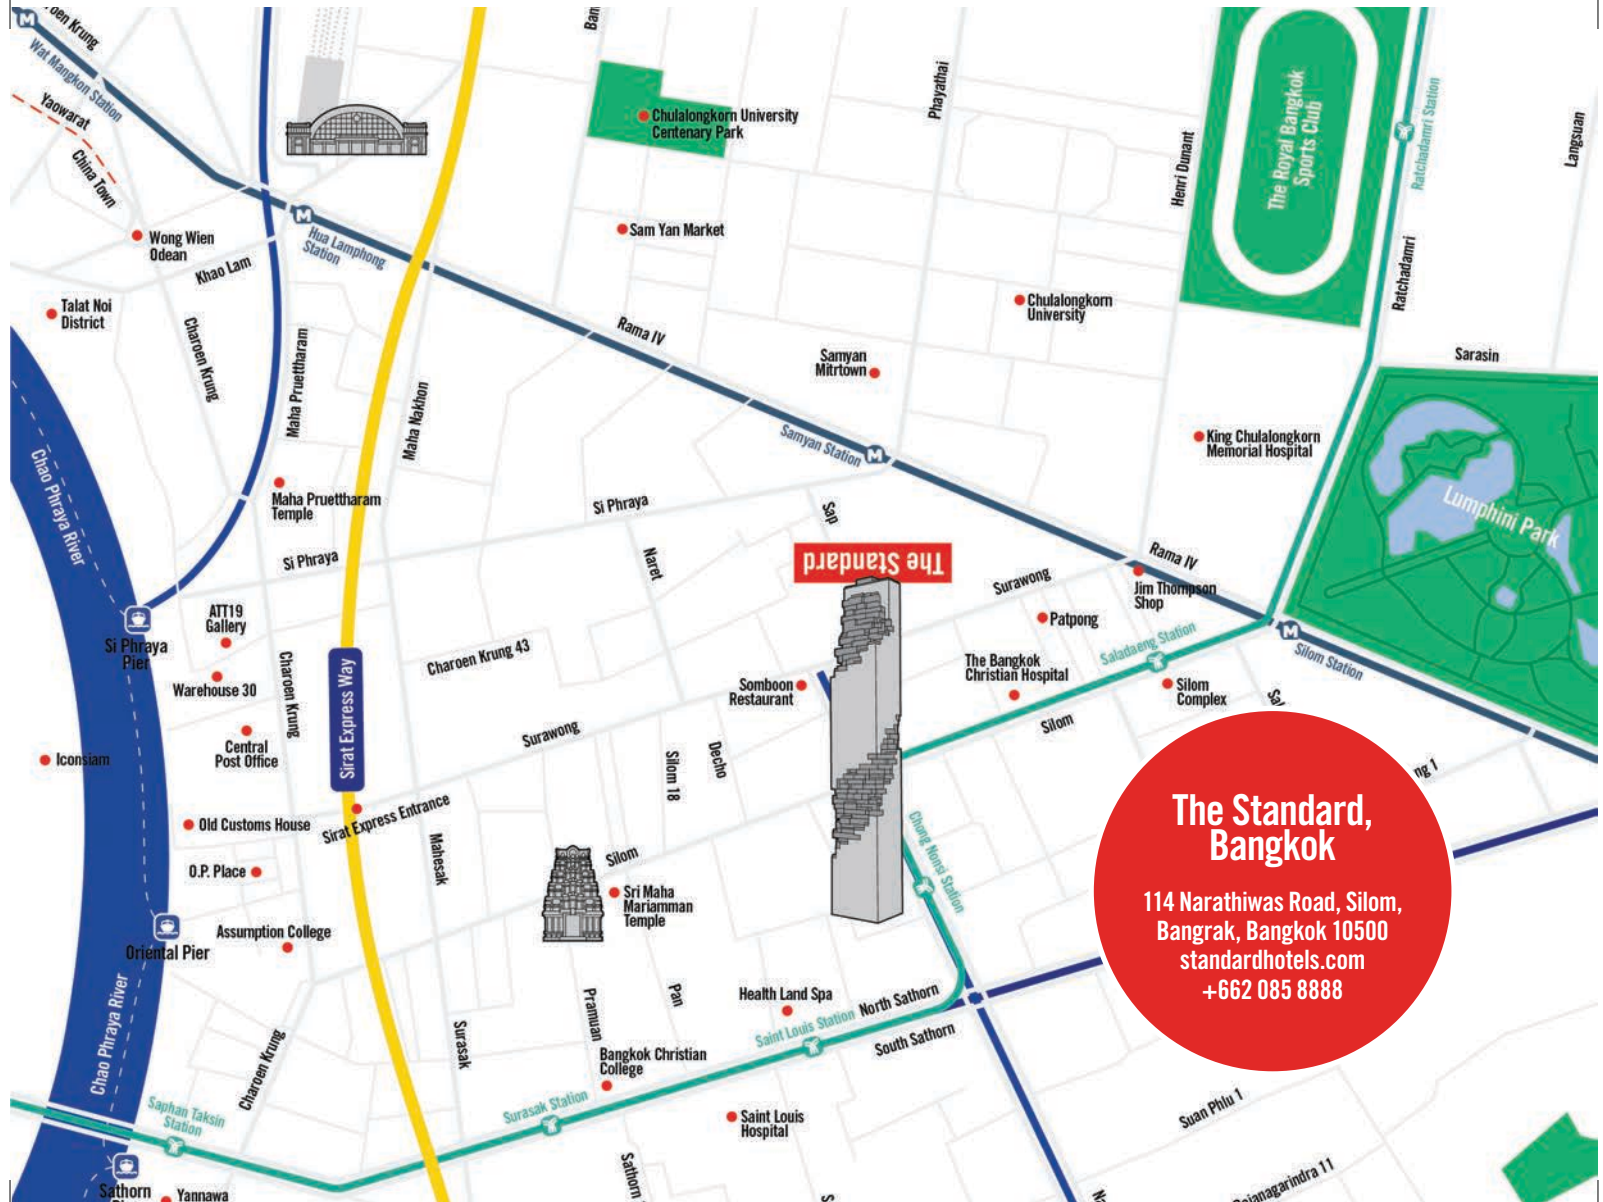 Wat Mangkon Station
Yaowarat
China Town
Wong Wien
Odean
Khao Lam
Hua Lamphong
Station
Talat Noi
District
Charoen Krung
Maha Pruettharam
Maha Nakhon
Chulalongkorn University
Centenary Park
Sam Yan Market
Phayathai
Henri Dunant
The Royal Bangkok
Sports Club
Ratchadamri Station
Ratchadamri
Langsuan
Sarasin
Rama IV
Chulalongkorn
University
Samyan
Mitrtown
Samyan Station
King Chulalongkorn
Memorial Hospital
Lumphini Park
Chao Phraya River
Maha Pruettharam
Temple
Si Phraya
Si Phraya
Sap
Naret
The Standard
Surawong
Rama IV
Jim Thompson
Shop
Patpong
Saladaeng Station
Silom Station
ATT19
Gallery
Si Phraya
Pier
Warehouse 30
Charoen Krung
Sirat Express Way
Charoen Krung 43
The Bangkok
Christian Hospital
Somboon
Restaurant
Silom
Complex
Silom
Central
Post Office
Iconsiam
Surawong
Silom 18
Decho
Old Customs House
Sirat Express Entrance
Mahesak
O.P. Place
Silom
Sri Maha
Mariamman
Temple
Chong Nonsi Station
The Standard,
Bangkok
114 Narathiwas Road, Silom,
Bangrak, Bangkok 10500
standardhotels.com
+662 085 8888
Assumption College
Oriental Pier
Chao Phraya River
Charoen Krung
Surasak
Pramuan
Pan
Health Land Spa
North Sathorn
Saint Louis Station
South Sathorn
Bangkok Christian
College
Surasak Station
Saint Louis
Hospital
Saphan Taksin
Station
Suan Phlu 1
Sathorn
Yannawa
Sathorn